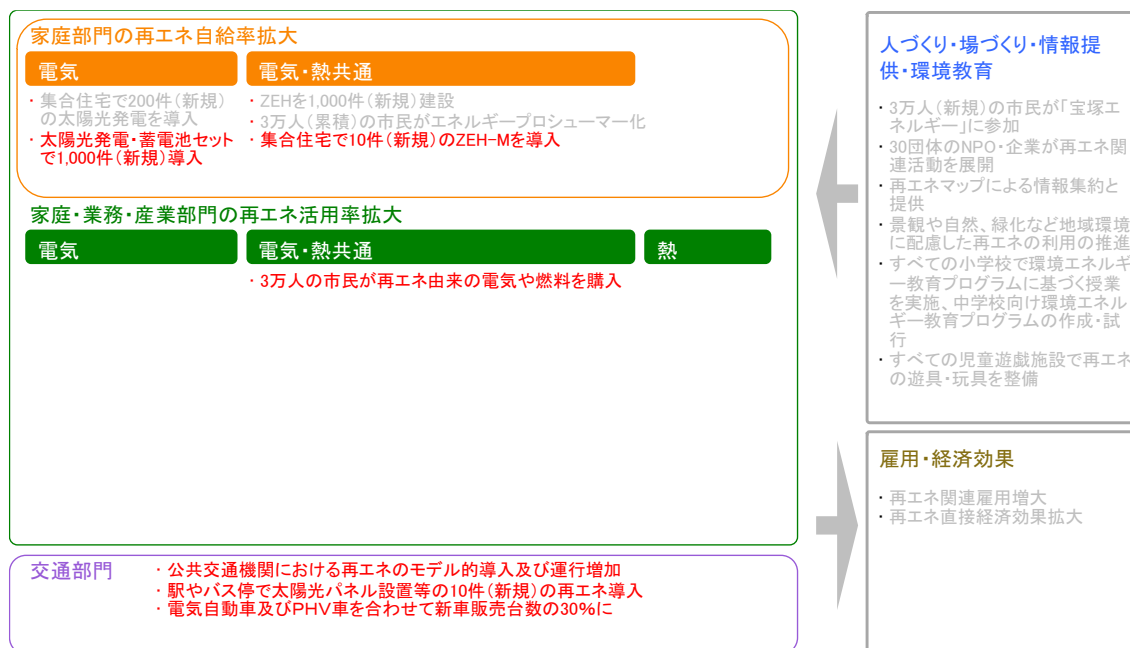 家庭部門の再エネ自給率拡大
電気
電気・熱共通
・集合住宅で200件(新規)
の太陽光発電を導入
・太陽光発電・蓄電池セット
で1,000件(新規)導入
・ZEHを1,000件(新規)建設
・3万人(累積)の市民がエネルギープロシューマー化
・集合住宅で10件(新規)のZEH-Mを導入
家庭・業務・産業部門の再エネ活用率拡大
電気
電気・熱共通
熱
・3万人の市民が再エネ由来の電気や燃料を購入
交通部門
・公共交通機関における再エネのモデル的導入及び運行増加
・駅やバス停で太陽光パネル設置等の10件(新規)の再エネ導入
・電気自動車及びPHV車を合わせて新車販売台数の30%に
人づくり・場づくり・情報提
供・環境教育
・3万人(新規)の市民が「宝塚エ
ネルギー」に参加
・30団体のNPO・企業が再エネ関
連活動を展開
・再エネマップによる情報集約と
提供
・景観や自然、緑化など地域環境
に配慮した再エネの利用の推進
・すべての小学校で環境エネルギ
ー教育プログラムに基づく授業
を実施、中学校向け環境エネル
ギー教育プログラムの作成・試
行
・すべての児童遊戯施設で再エネ
の遊具・玩具を整備
雇用・経済効果
・再エネ関連雇用増大
・再エネ直接経済効果拡大